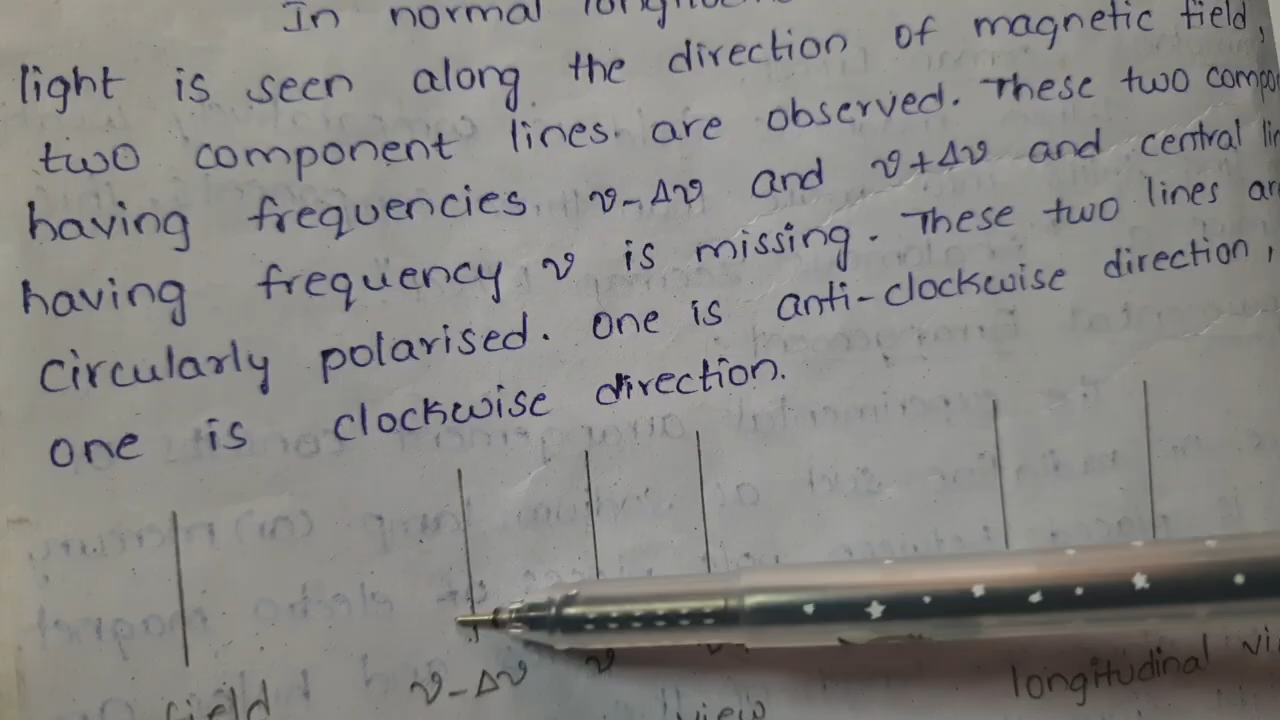 In normal
light is seen along the direction of magnetic field,
two component lines are observed. These two
having frequencies ν-Δν and ν+Δν and central
having frequency ν is missing. These two lines
circularly polarised. one is anti-clockwise direction,
one is clockwise direction.
ν-Δν ν
field view longitudinal